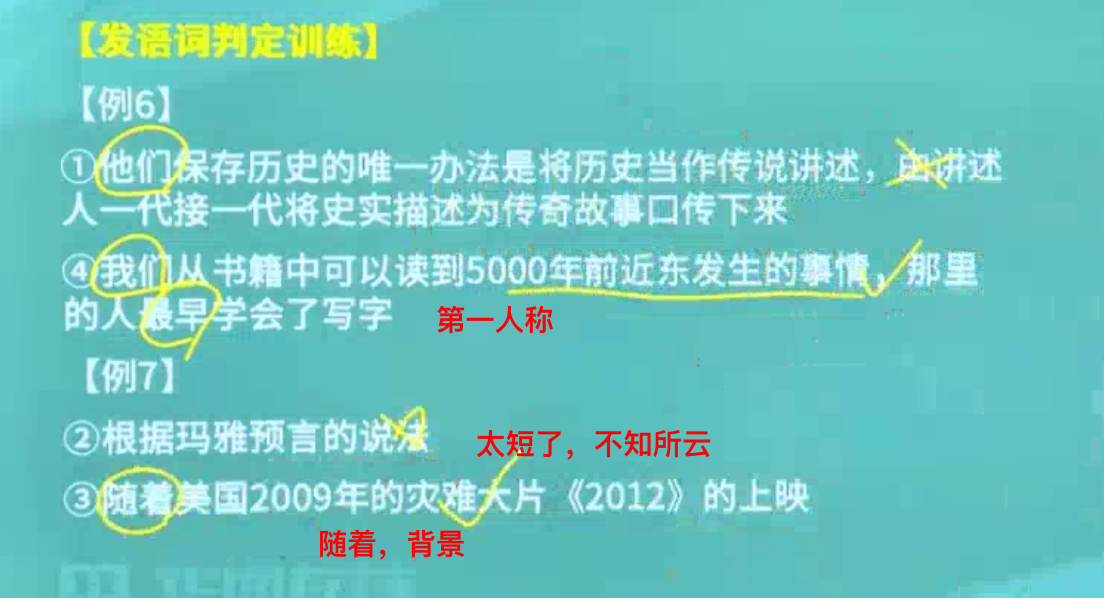 【发语词判定训练】
【例6】
①他们保存历史的唯一办法是将历史当作传说讲述，由讲述
人一代接一代将史实描述为传奇故事口传下来
④我们从书籍中可以读到5000年前近东发生的事情，那里
的人最早学会了写字
第一人称
【例7】
②根据玛雅预言的说法
太短了，不知所云
③随着美国2009年的灾难大片《2012》的上映
随着，背景